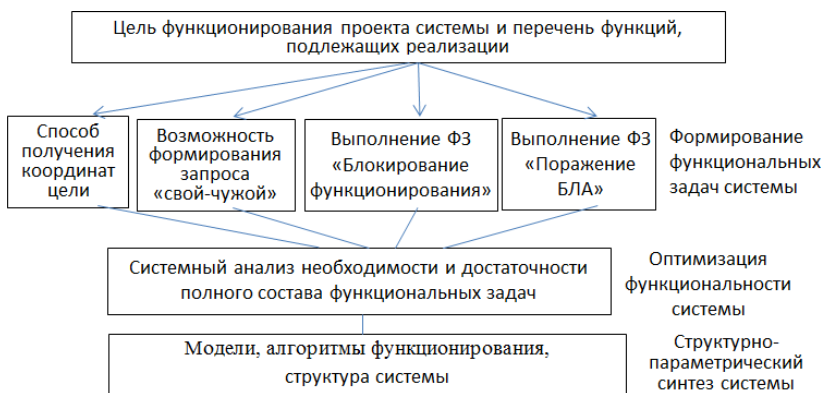 Цель функционирования проекта системы и перечень функций,
подлежащих реализации
Способ
получения
координат
цели
Возможность
формирования
запроса
«свой-чужой»
Выполнение ФЗ
«Блокирование
функционирования»
Выполнение ФЗ
«Поражение
БЛА»
Формирование
функциональных
задач системы
Системный анализ необходимости и достаточности
полного состава функциональных задач
Оптимизация
функциональности
системы
Модели, алгоритмы функционирования,
структура системы
Структурно-
параметрический
синтез системы